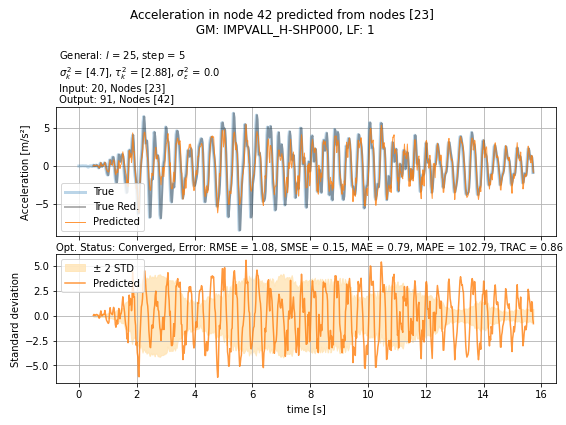 Acceleration in node 42 predicted from nodes [23]
GM: IMPVALL_H-SHP000, LF: 1
General: l = 25, step = 5
σ_k^2 = [4.7], τ_k^2 = [2.88], σ_ε^2 = 0.0
Input: 20, Nodes [23]
Output: 91, Nodes [42]
Acceleration [m/s²]
5
0
−5
True
True Red.
Predicted
Opt. Status: Converged, Error: RMSE = 1.08, SMSE = 0.15, MAE = 0.79, MAPE = 102.79, TRAC = 0.86
Standard deviation
5.0
2.5
0.0
−2.5
−5.0
± 2 STD
Predicted
0 2 4 6 8 10 12 14 16
time [s]